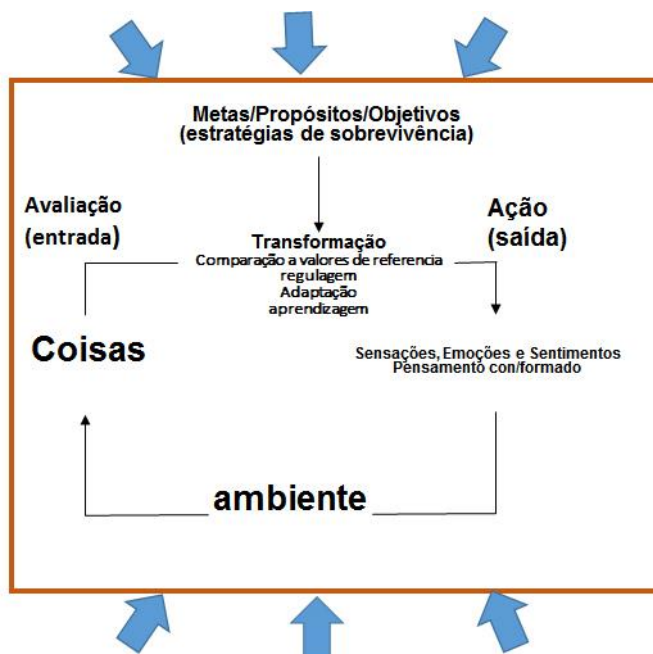 Metas/Propósitos/Objetivos
(estratégias de sobrevivência)
Avaliação
(entrada)
Ação
(saída)
Transformação
Comparação a valores de referencia
regulagem
Adaptação
aprendizagem
Coisas
Sensações, Emoções e Sentimentos
Pensamento con/formado
ambiente